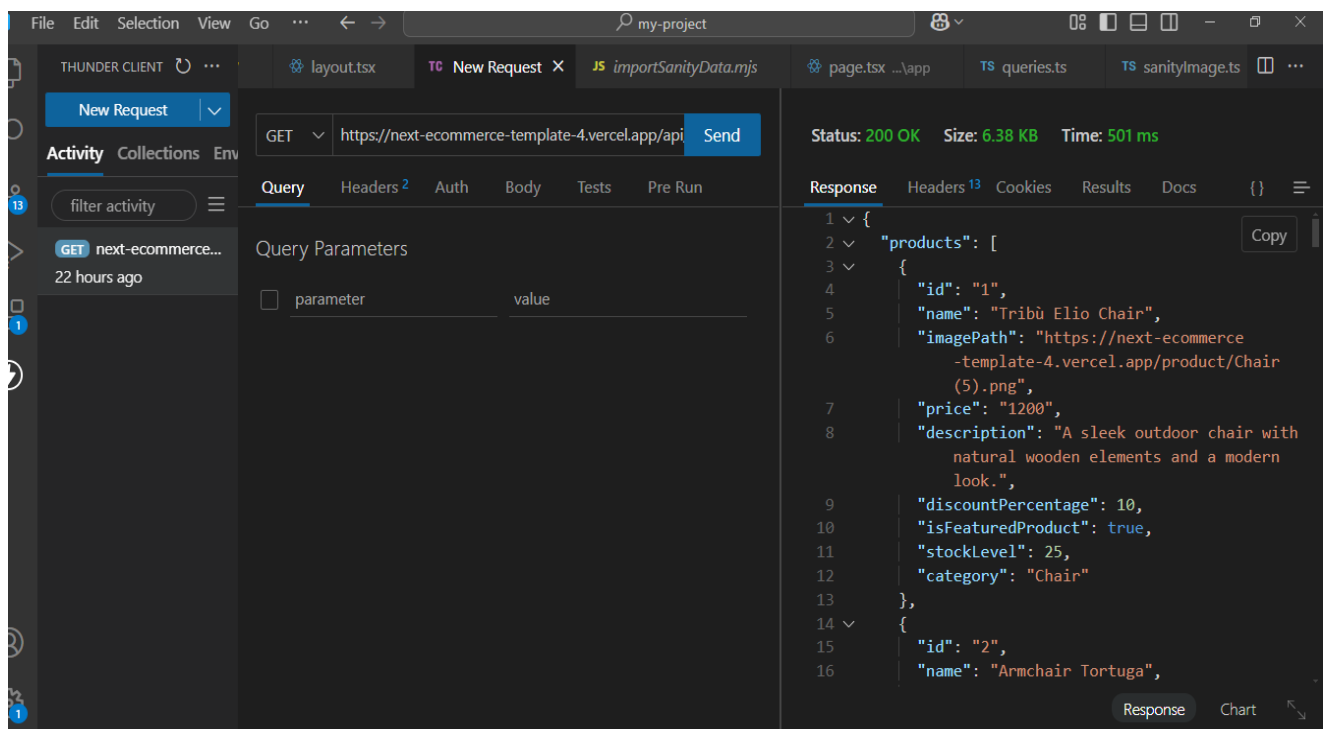 File Edit Selection View Go ··· my-project
THUNDER CLIENT ···
layout.tsx
TC New Request
JS importSanityData.mjs
page.tsx ...\app
TS queries.ts
TS sanityImage.ts
···
New Request
Activity Collections Env
filter activity
GET next-ecommerce...
22 hours ago
13
1
1
GET https://next-ecommerce-template-4.vercel.app/api Send
Query Headers 2 Auth Body Tests Pre Run
Query Parameters
parameter value
Status: 200 OK Size: 6.38 KB Time: 501 ms
Response Headers 13 Cookies Results Docs {}
Copy
1 {
2 "products": [
3 {
4 "id": "1",
5 "name": "Tribù Elio Chair",
6 "imagePath": "https://next-ecommerce
-template-4.vercel.app/product/Chair
(5).png",
7 "price": "1200",
8 "description": "A sleek outdoor chair with
natural wooden elements and a modern
look.",
9 "discountPercentage": 10,
10 "isFeaturedProduct": true,
11 "stockLevel": 25,
12 "category": "Chair"
13 },
14 {
15 "id": "2",
16 "name": "Armchair Tortuga",
Response Chart